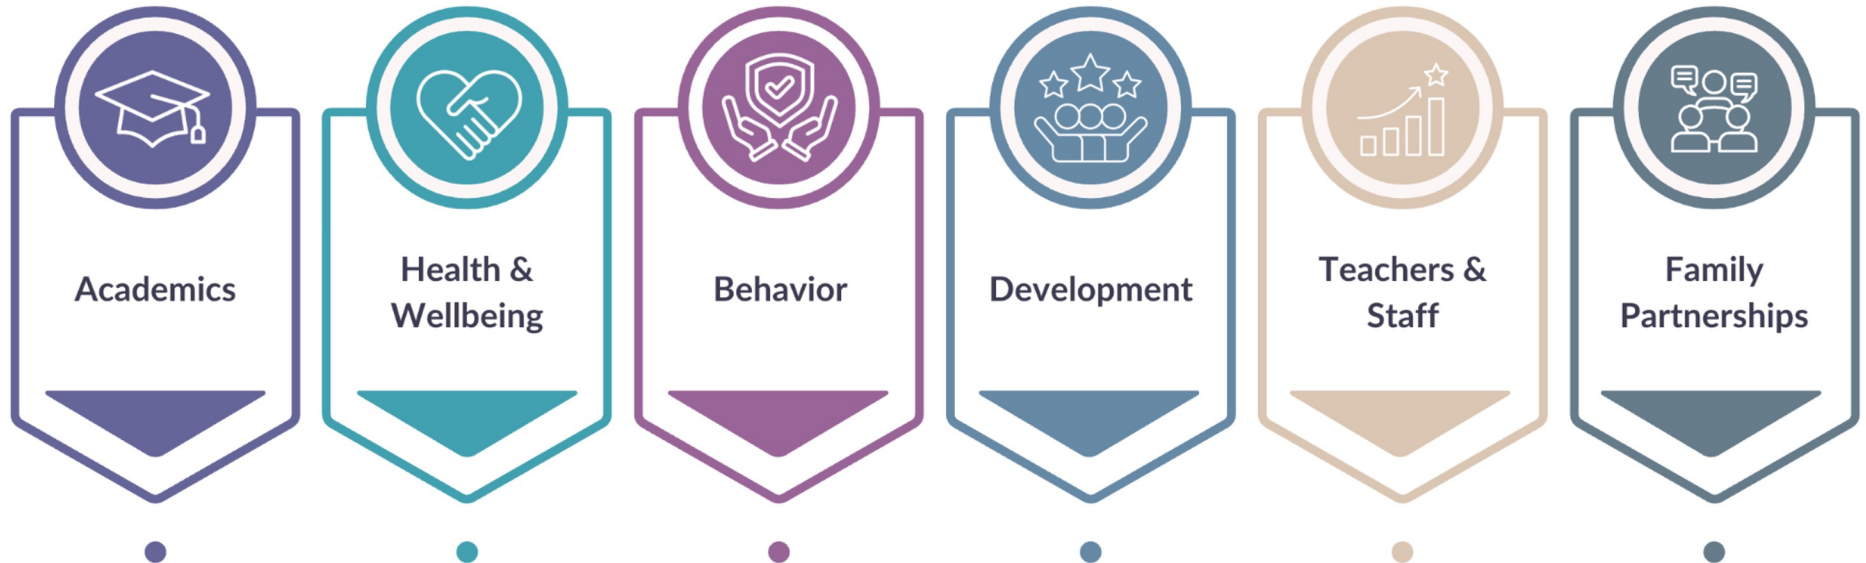 Academics
Health &
Wellbeing
Behavior
Development
Teachers &
Staff
Family
Partnerships